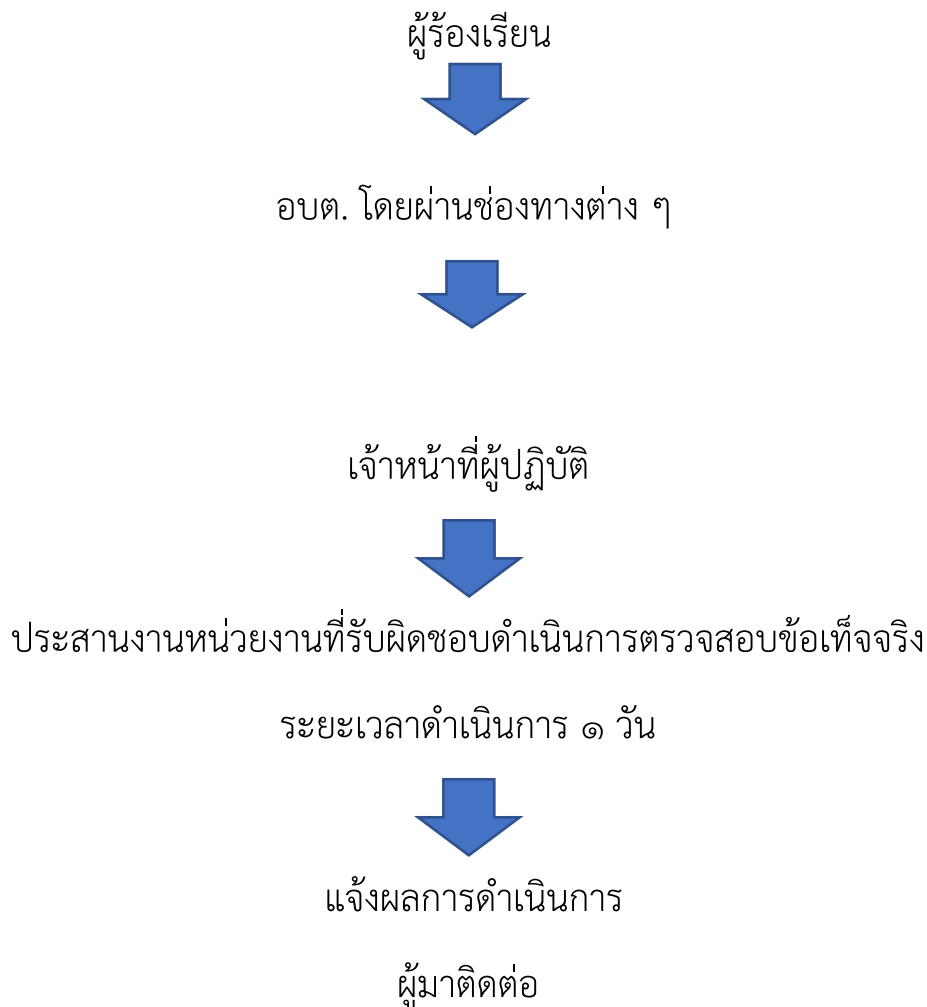 ผู้ร้องเรียน
อบต. โดยผ่านช่องทางต่าง ๆ
เจ้าหน้าที่ผู้ปฏิบัติ
ประสานงานหน่วยงานที่รับผิดชอบดำเนินการตรวจสอบข้อเท็จจริง
ระยะเวลาดำเนินการ ๑ วัน
แจ้งผลการดำเนินการ
ผู้มาติดต่อ